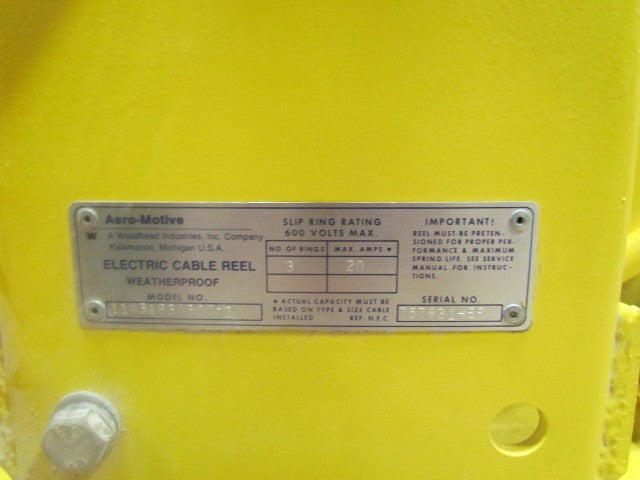 Aero-Motive
W A Woodhead Industries, Inc. Company
Kalamazoo, Michigan U.S.A.
ELECTRIC CABLE REEL
WEATHERPROOF
MODEL NO.
SLIP RING RATING
600 VOLTS MAX.
NO. OF RINGS MAX. AMPS *
3 20
* ACTUAL CAPACITY MUST BE
BASED ON TYPE & SIZE CABLE
INSTALLED REF. N.E.C.
IMPORTANT!
REEL MUST BE PRETEN-
SIONED FOR PROPER PER-
FORMANCE & MAXIMUM
SPRING LIFE. SEE SERVICE
MANUAL FOR INSTRUC-
TIONS.
SERIAL NO.